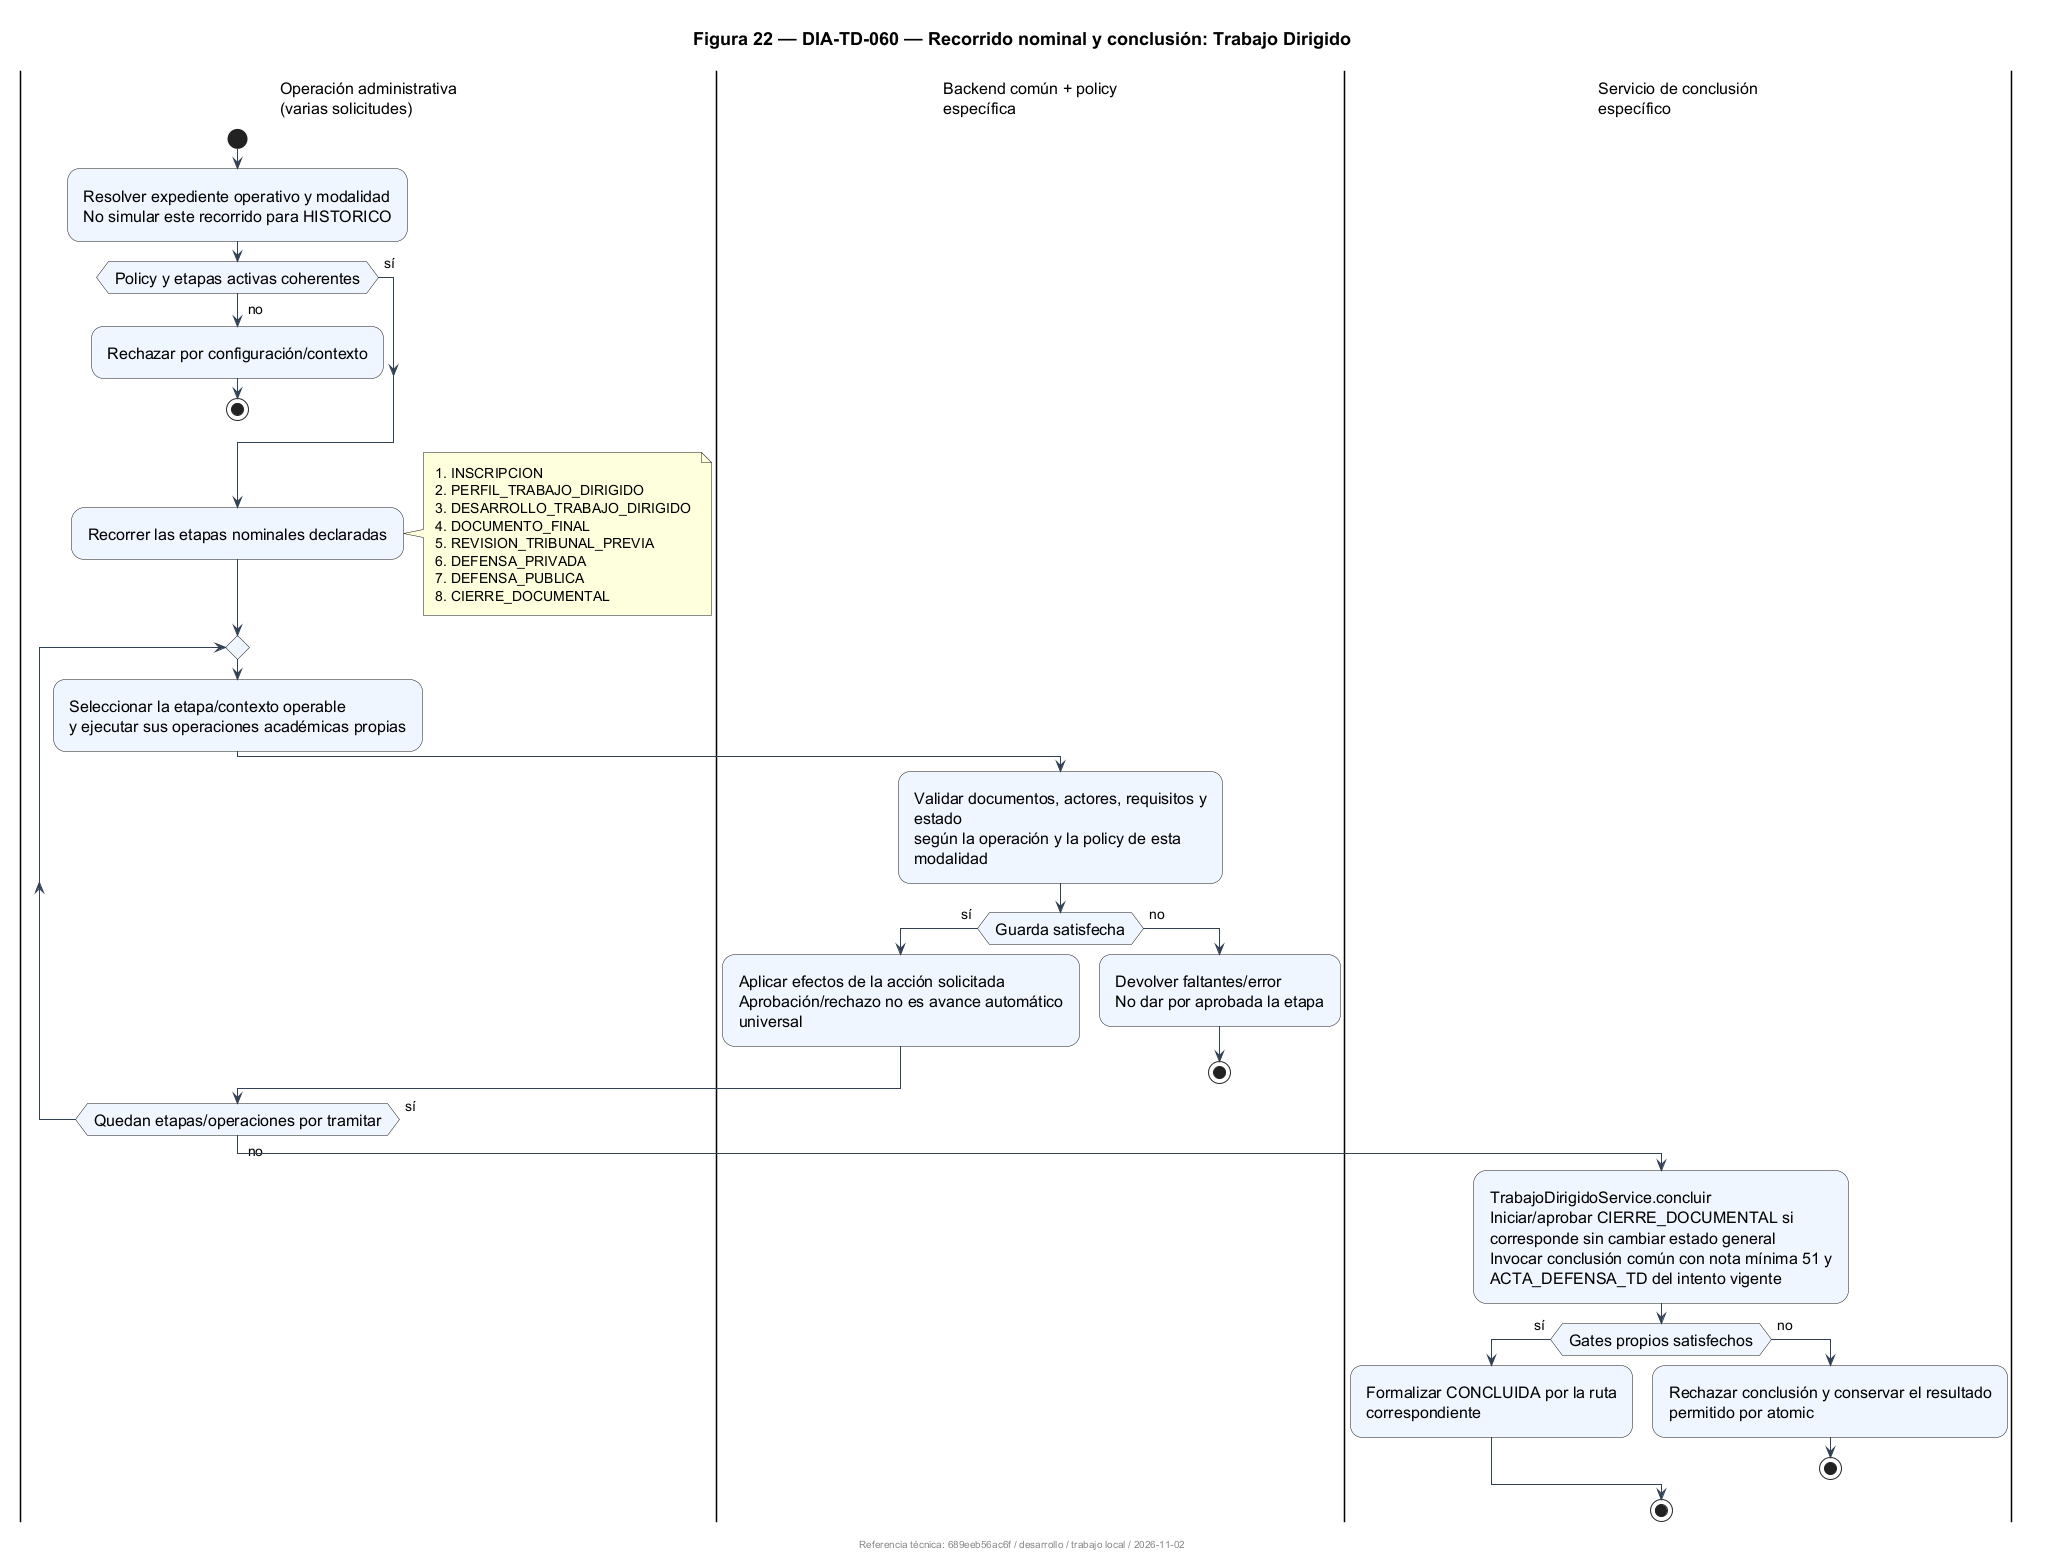 Figura 22 — DIA-TD-060 — Recorrido nominal y conclusión: Trabajo Dirigido
Operación administrativa
(varias solicitudes)
Backend común + policy
específica
Servicio de conclusión
específico
Resolver expediente operativo y modalidad
No simular este recorrido para HISTORICO
Policy y etapas activas coherentes
sí
no
Rechazar por configuración/contexto
Recorrer las etapas nominales declaradas
1. INSCRIPCION
2. PERFIL_TRABAJO_DIRIGIDO
3. DESARROLLO_TRABAJO_DIRIGIDO
4. DOCUMENTO_FINAL
5. REVISION_TRIBUNAL_PREVIA
6. DEFENSA_PRIVADA
7. DEFENSA_PUBLICA
8. CIERRE_DOCUMENTAL
Seleccionar la etapa/contexto operable
y ejecutar sus operaciones académicas propias
Validar documentos, actores, requisitos y
estado
según la operación y la policy de esta
modalidad
Guarda satisfecha
sí
no
Aplicar efectos de la acción solicitada
Aprobación/rechazo no es avance automático
universal
Devolver faltantes/error
No dar por aprobada la etapa
Quedan etapas/operaciones por tramitar
sí
no
TrabajoDirigidoService.concluir
Iniciar/aprobar CIERRE_DOCUMENTAL si
corresponde sin cambiar estado general
Invocar conclusión común con nota mínima 51 y
ACTA_DEFENSA_TD del intento vigente
Gates propios satisfechos
sí
no
Formalizar CONCLUIDA por la ruta
correspondiente
Rechazar conclusión y conservar el resultado
permitido por atomic
Referencia técnica: 689eeb56ac6f / desarrollo / trabajo local / 2026-11-02